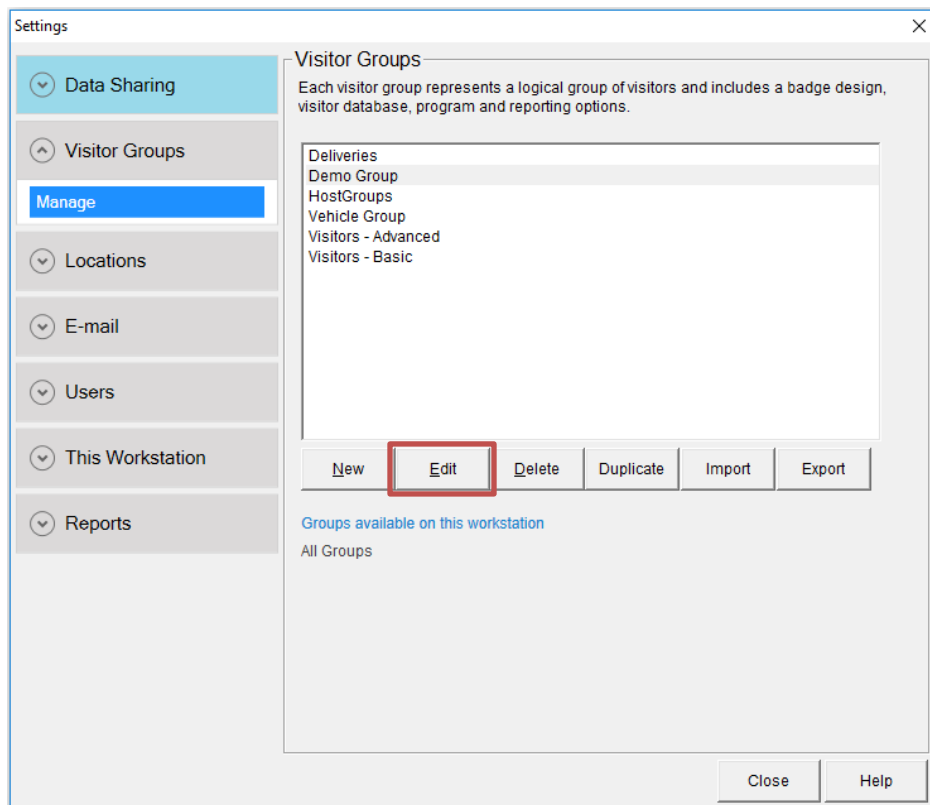 Settings
Data Sharing
Visitor Groups
Manage
Locations
E-mail
Users
This Workstation
Reports
Visitor Groups
Each visitor group represents a logical group of visitors and includes a badge design,
visitor database, program and reporting options.
Deliveries
Demo Group
HostGroups
Vehicle Group
Visitors - Advanced
Visitors - Basic
New Edit Delete Duplicate Import Export
Groups available on this workstation
All Groups
Close Help